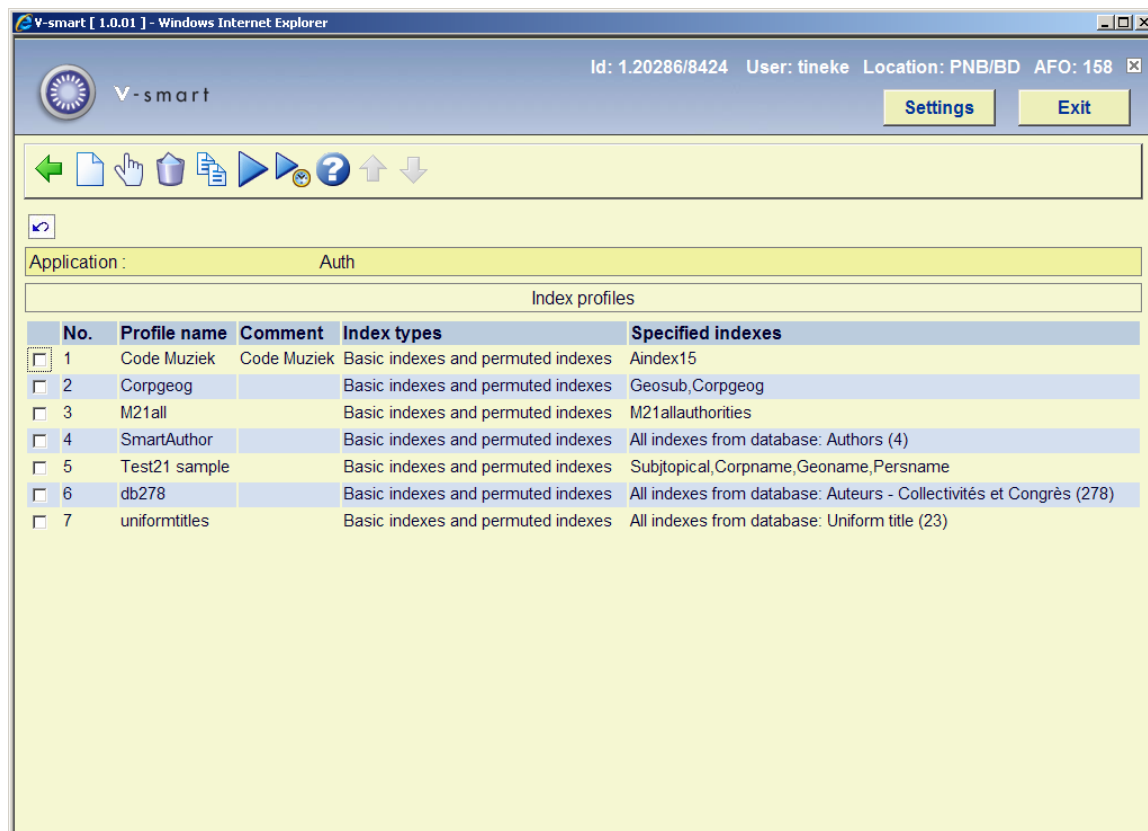 V-smart [ 1.0.01 ] - Windows Internet Explorer
Id: 1.20286/8424 User: tineke Location: PNB/BD AFO: 158
V-smart
Settings Exit
?
Application : Auth
Index profiles
No. Profile name Comment Index types Specified indexes
1 Code Muziek Code Muziek Basic indexes and permuted indexes Aindex15
2 Corpgeog Basic indexes and permuted indexes Geosub,Corpgeog
3 M21all Basic indexes and permuted indexes M21allauthorities
4 SmartAuthor Basic indexes and permuted indexes All indexes from database: Authors (4)
5 Test21 sample Basic indexes and permuted indexes Subjtopical,Corpname,Geoname,Persname
6 db278 Basic indexes and permuted indexes All indexes from database: Auteurs - Collectivités et Congrès (278)
7 uniformtitles Basic indexes and permuted indexes All indexes from database: Uniform title (23)